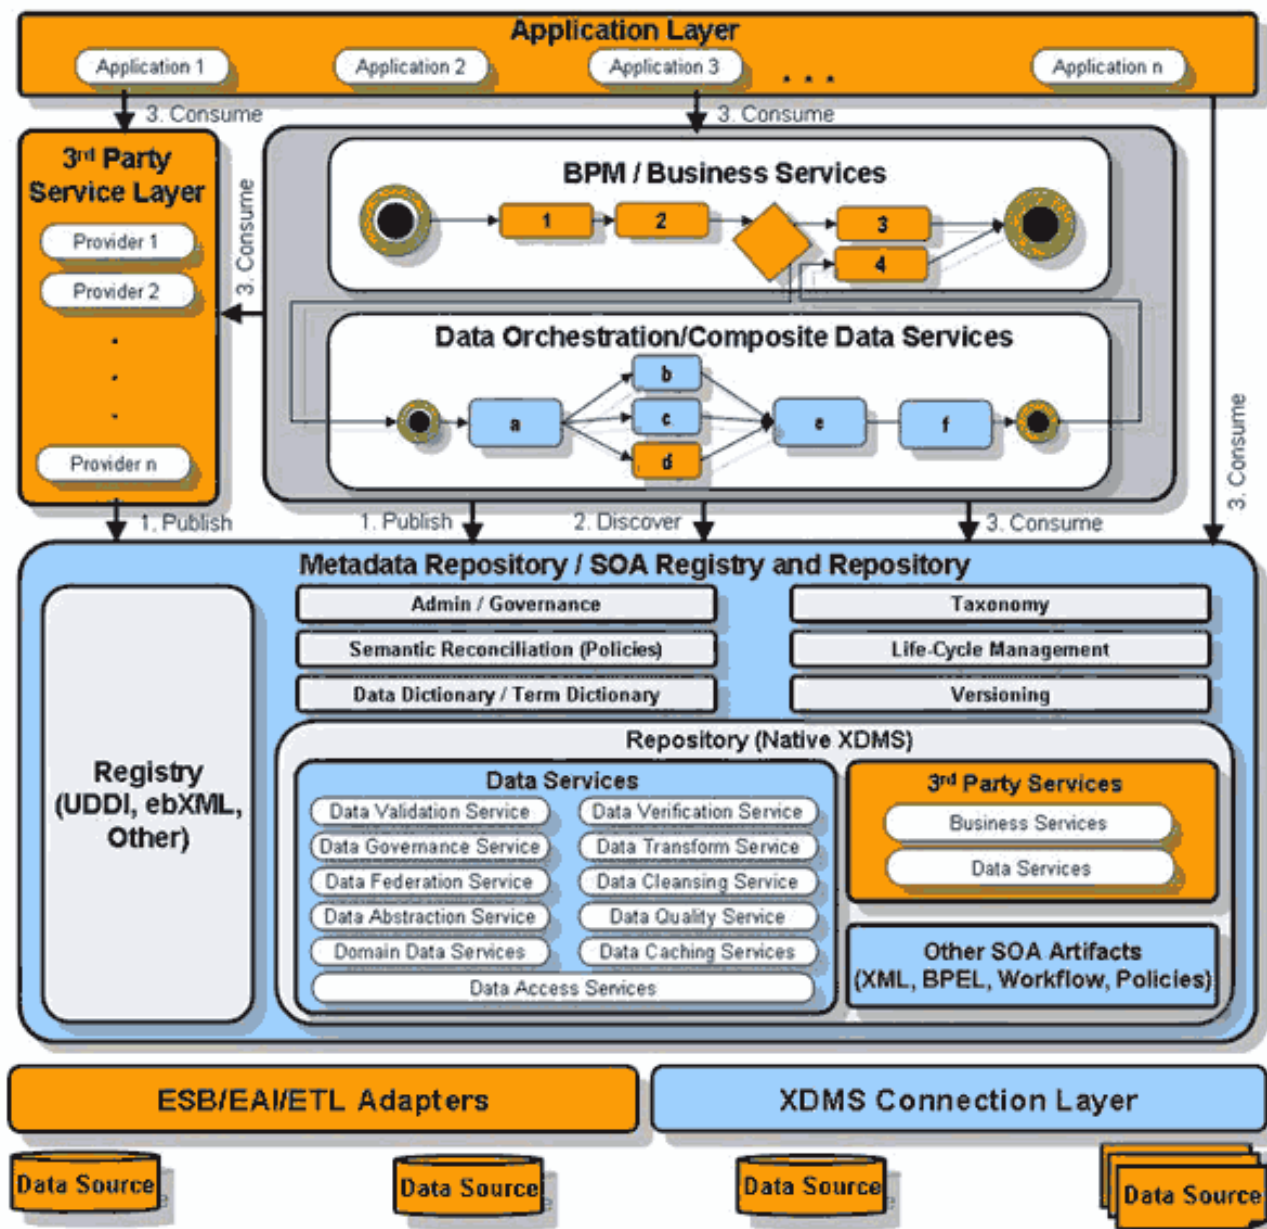 Application Layer
Application 1
Application 2
Application 3
. . .
Application n
3. Consume
3. Consume
3rd Party
Service Layer
Provider 1
Provider 2
.
.
.
Provider n
3. Consume
BPM / Business Services
1
2
3
4
Data Orchestration/Composite Data Services
a
b
c
d
e
f
3. Consume
1. Publish
1. Publish
2. Discover
3. Consume
Metadata Repository / SOA Registry and Repository
Registry
(UDDI, ebXML,
Other)
Admin / Governance
Taxonomy
Semantic Reconciliation (Policies)
Life-Cycle Management
Data Dictionary / Term Dictionary
Versioning
Repository (Native XDMS)
Data Services
Data Validation Service
Data Verification Service
Data Governance Service
Data Transform Service
Data Federation Service
Data Cleansing Service
Data Abstraction Service
Data Quality Service
Domain Data Services
Data Caching Services
Data Access Services
3rd Party Services
Business Services
Data Services
Other SOA Artifacts
(XML, BPEL, Workflow, Policies)
ESB/EAI/ETL Adapters
XDMS Connection Layer
Data Source
Data Source
Data Source
Data Source